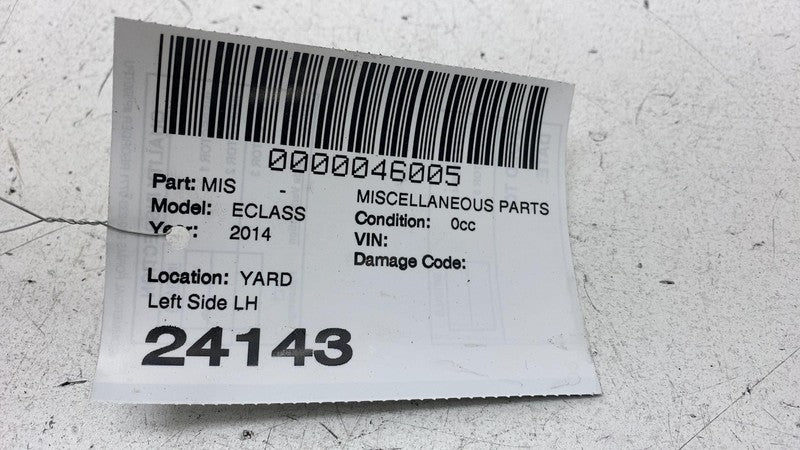 0000046005
Part: MIS - MISCELLANEOUS PARTS
Model: ECLASS Condition: 0cc
Year: 2014 VIN:
Damage Code:
Location: YARD
Left Side LH
24143